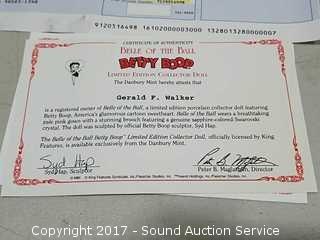 9120516698 16102000003000 1328013280000007
CERTIFICATE OF AUTHENTICITY
BELLE OF THE BALL
BETTY BOOP
LIMITED EDITION COLLECTOR DOLL
The Danbury Mint hereby attests that
Gerald F. Walker
is a registered owner of Belle of the Ball, a limited edition porcelain collector doll featuring
Betty Boop, America's glamorous cartoon sweetheart. Belle of the Ball wears a breathtaking
pale pink gown with a stunning brooch featuring a genuine sapphire-colored Swarovski
crystal. The doll was sculpted by official Betty Boop sculptor, Syd Hap.
The Belle of the Ball Betty Boop Limited Edition Collector Doll, officially licensed by King
Features, is available exclusively from the Danbury Mint.
Syd Hap
Syd Hap, Sculptor
Peter B. Maglathlin, Director
Copyright 2017 - Sound Auction